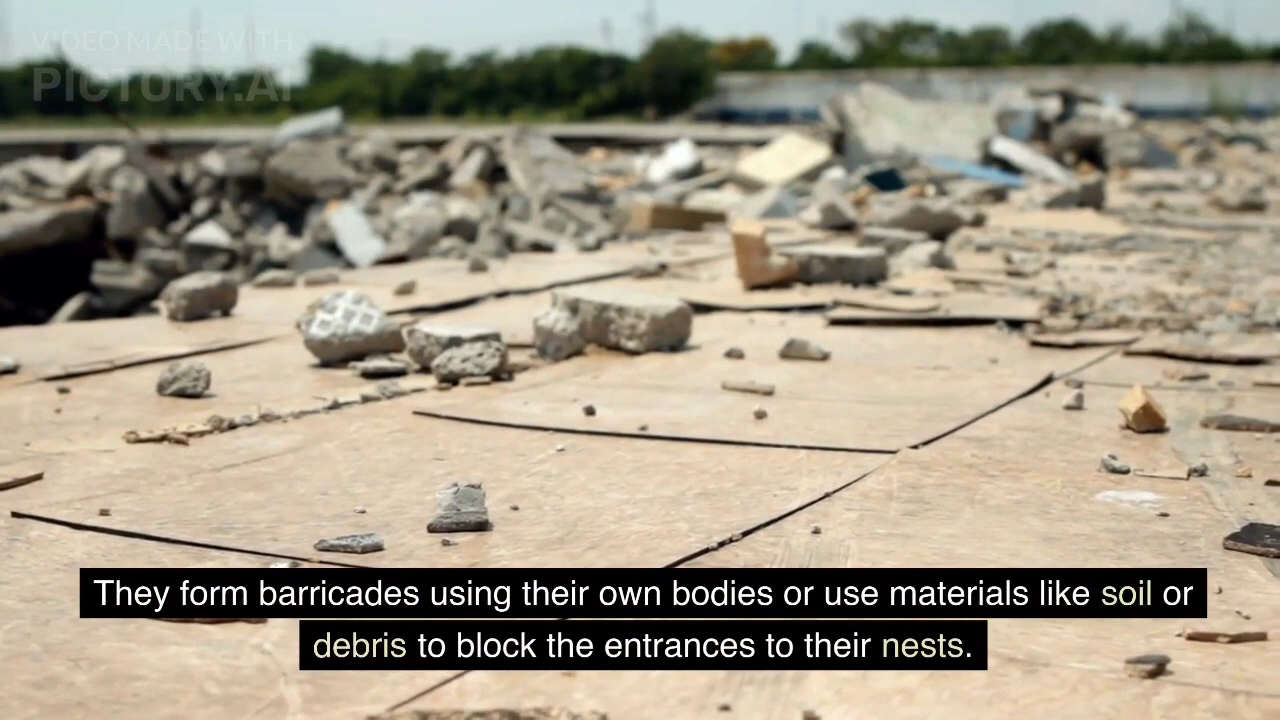 VIDEO MADE WITH
PICTORY.AI
They form barricades using their own bodies or use materials like soil or
debris to block the entrances to their nests.